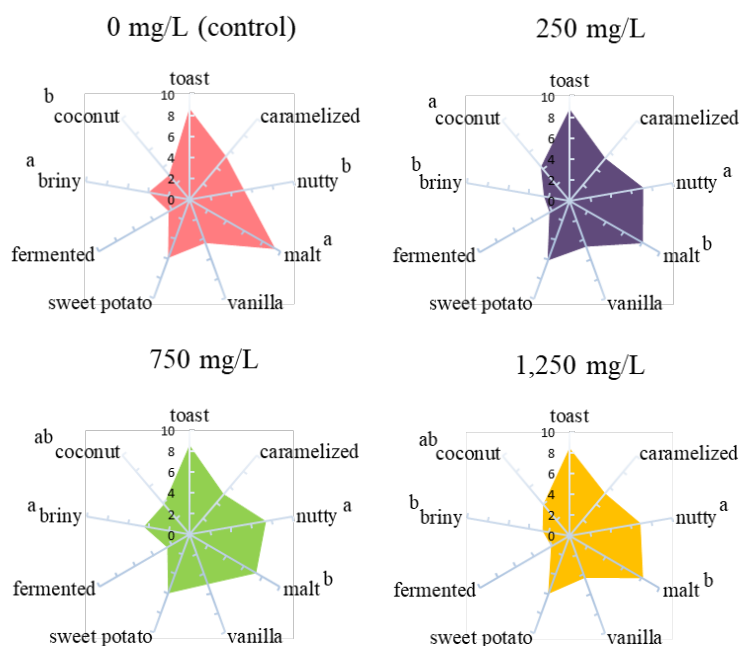 0 mg/L (control)
toast
10
8
6
4
2
0
caramelized
nutty a
b
malt a
vanilla
sweet potato
fermented
a
briny
b
coconut
250 mg/L
toast
10
8
6
4
2
0
caramelized
nutty a
malt b
vanilla
sweet potato
fermented
b
briny
a
coconut
750 mg/L
toast
10
8
6
4
2
0
caramelized
nutty a
malt b
vanilla
sweet potato
fermented
a
briny
ab
coconut
1,250 mg/L
toast
10
8
6
4
2
0
caramelized
nutty a
malt b
vanilla
sweet potato
fermented
b
briny
ab
coconut